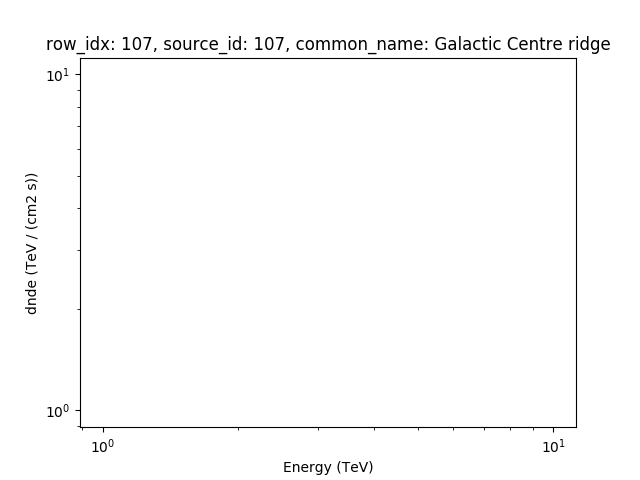 row_idx: 107, source_id: 107, common_name: Galactic Centre ridge
10¹
dnde (TeV / (cm2 s))
10⁰
10⁰ 10¹
Energy (TeV)